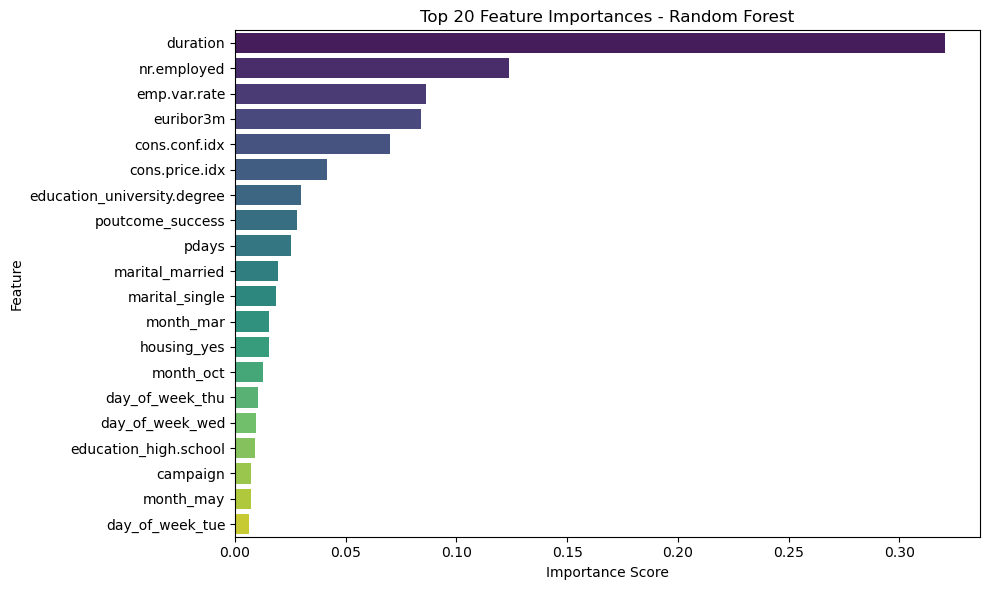 Top 20 Feature Importances - Random Forest
duration
nr.employed
emp.var.rate
euribor3m
cons.conf.idx
cons.price.idx
education_university.degree
poutcome_success
pdays
marital_married
marital_single
month_mar
housing_yes
month_oct
day_of_week_thu
day_of_week_wed
education_high.school
campaign
month_may
day_of_week_tue
Feature
0.00 0.05 0.10 0.15 0.20 0.25 0.30
Importance Score